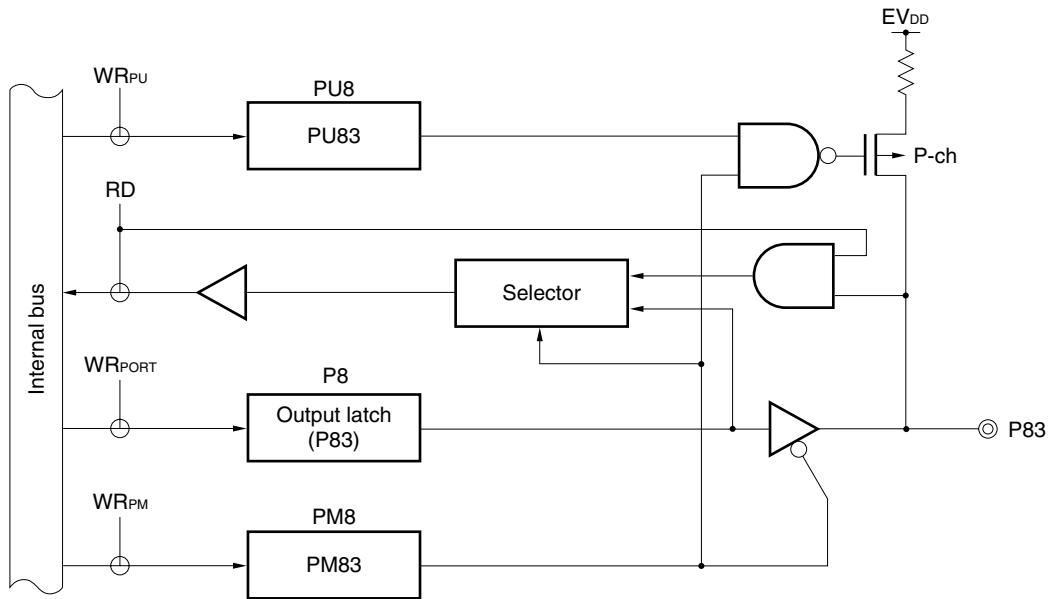 EVDD
WRPU
PU8
PU83
P-ch
RD
Selector
Internal bus
WRPORT
P8
Output latch
(P83)
P83
WRPM
PM8
PM83